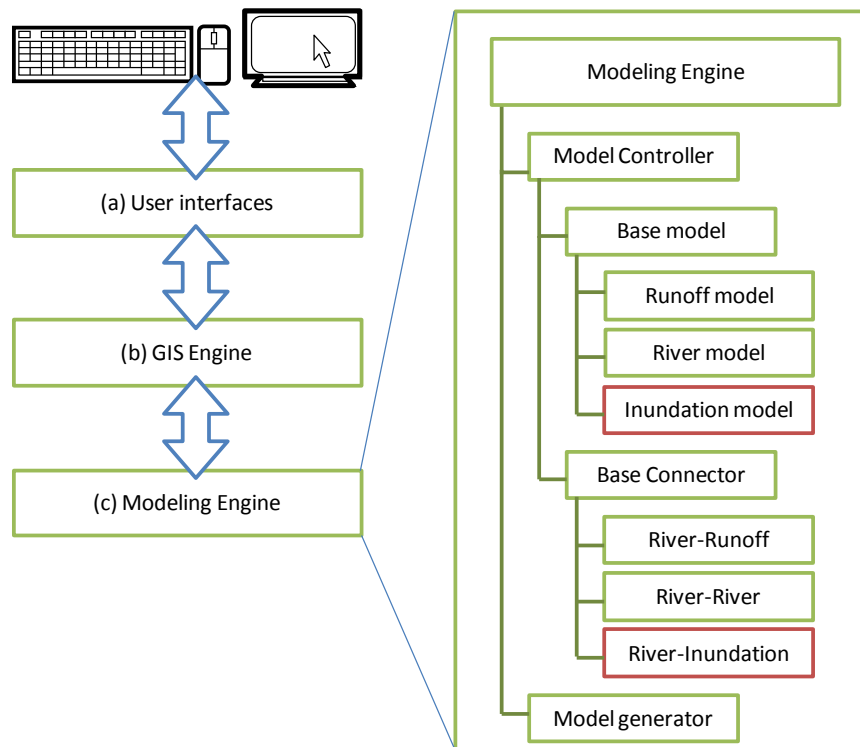 (a) User interfaces
(b) GIS Engine
(c) Modeling Engine
Modeling Engine
Model Controller
Base model
Runoff model
River model
Inundation model
Base Connector
River-Runoff
River-River
River-Inundation
Model generator